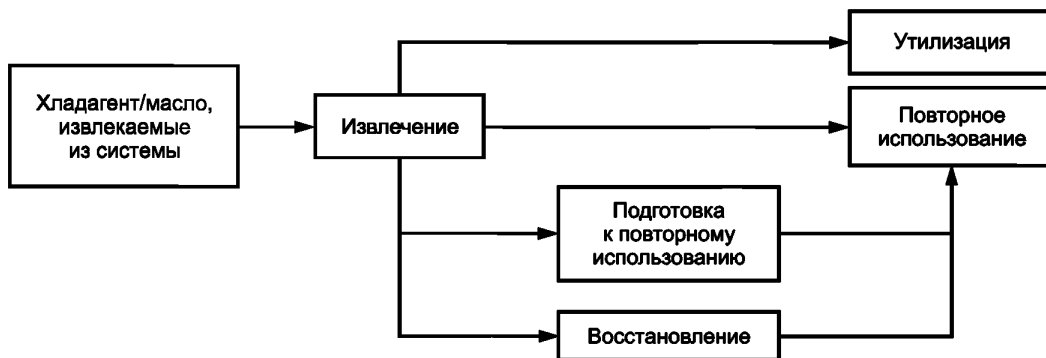 Утилизация
Хладагент/масло,
извлекаемые
из системы
Извлечение
Повторное
использование
Подготовка
к повторному
использованию
Восстановление